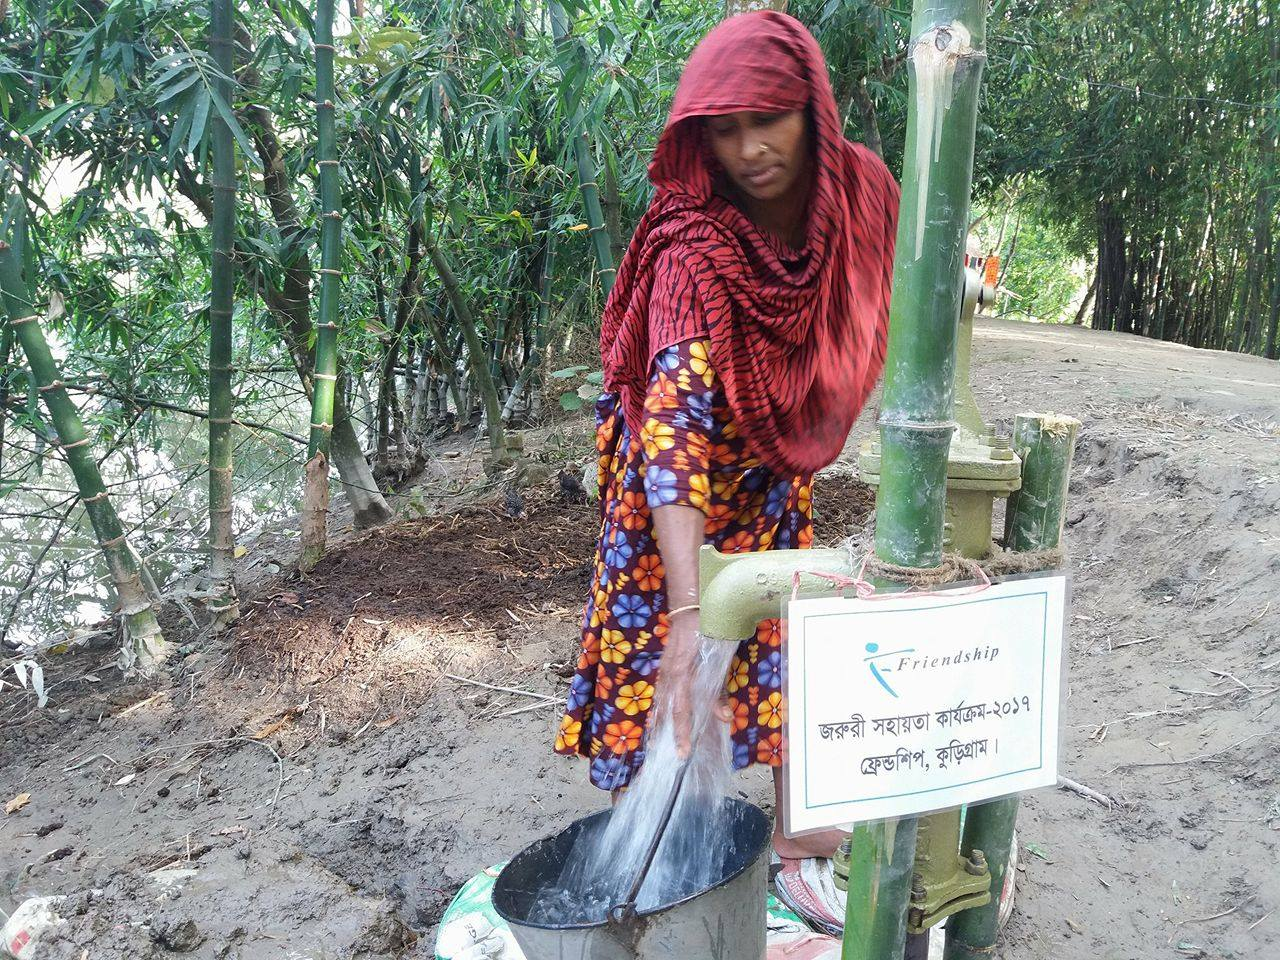 Friendship
জরুরী সহায়তা কার্যক্রম-২০১৭
ফ্রেন্ডশিপ, কুড়িগ্রাম।